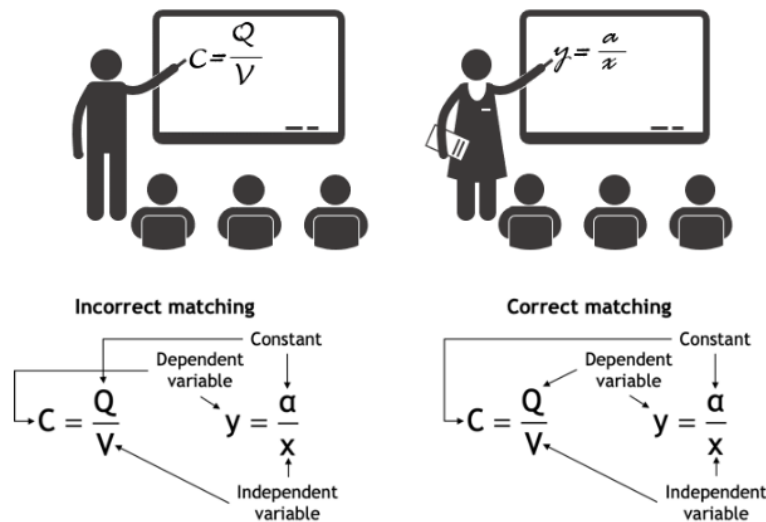 C = Q/V
y = a/x
Incorrect matching
Constant
Dependent
variable
C = Q/V
y = a/x
Independent
variable
Correct matching
Constant
Dependent
variable
C = Q/V
y = a/x
Independent
variable